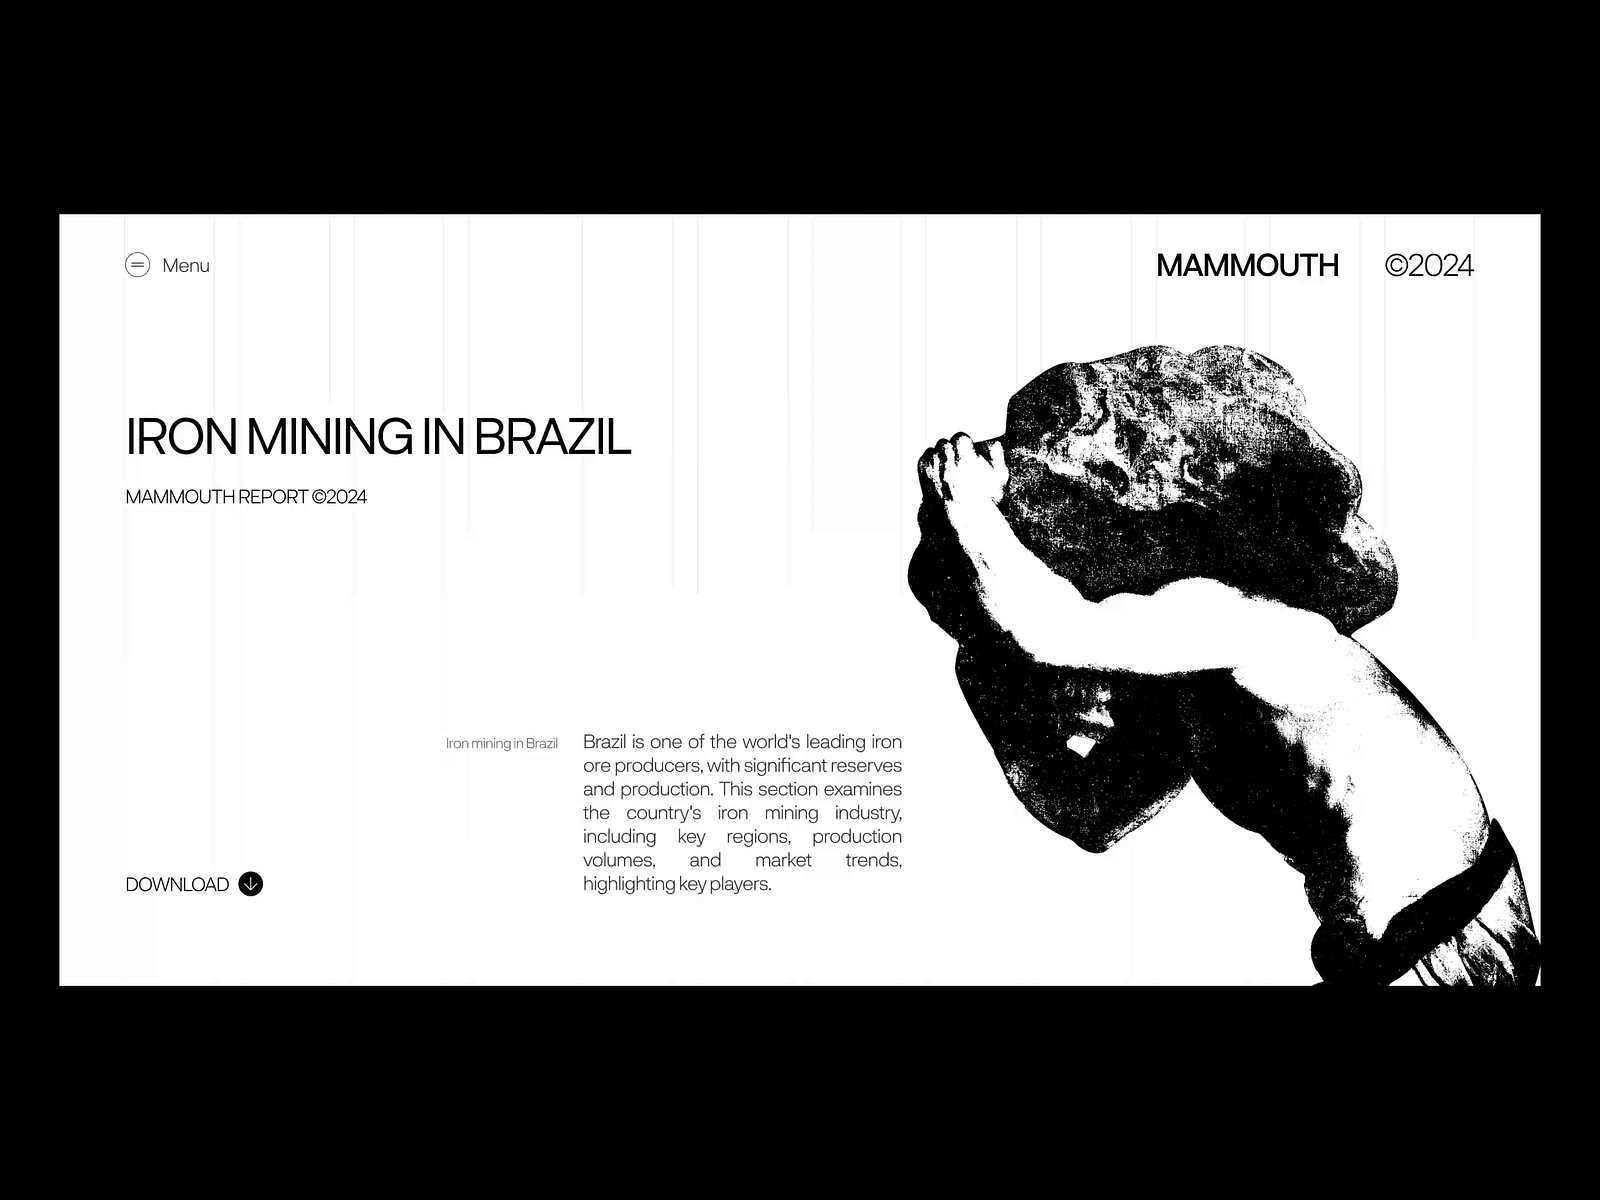 Menu
MAMMOUTH ©2024
IRON MINING IN BRAZIL
MAMMOUTH REPORT ©2024
Iron mining in Brazil
Brazil is one of the world's leading iron
ore producers, with significant reserves
and production. This section examines
the country's iron mining industry,
including key regions, production
volumes, and market trends,
highlighting key players.
DOWNLOAD